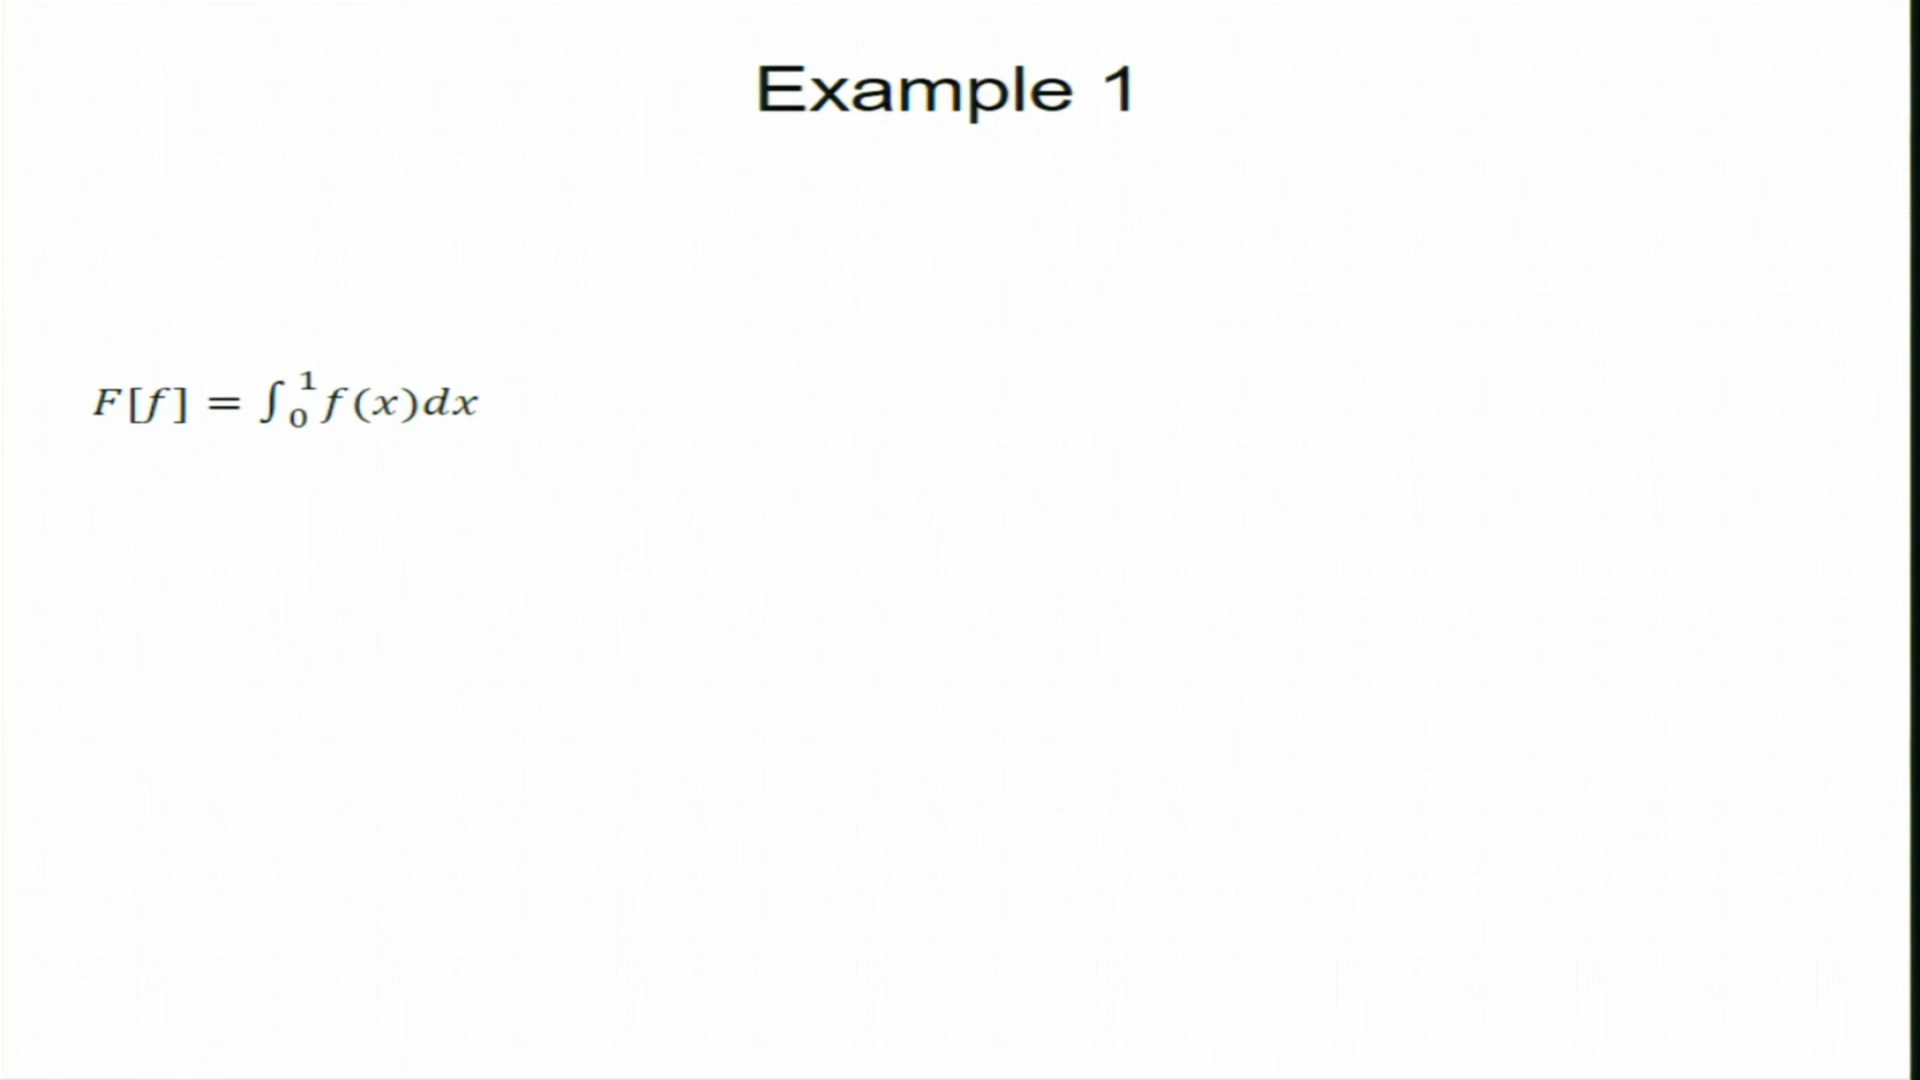 Example 1
F[f] = ∫₀¹ f(x)dx